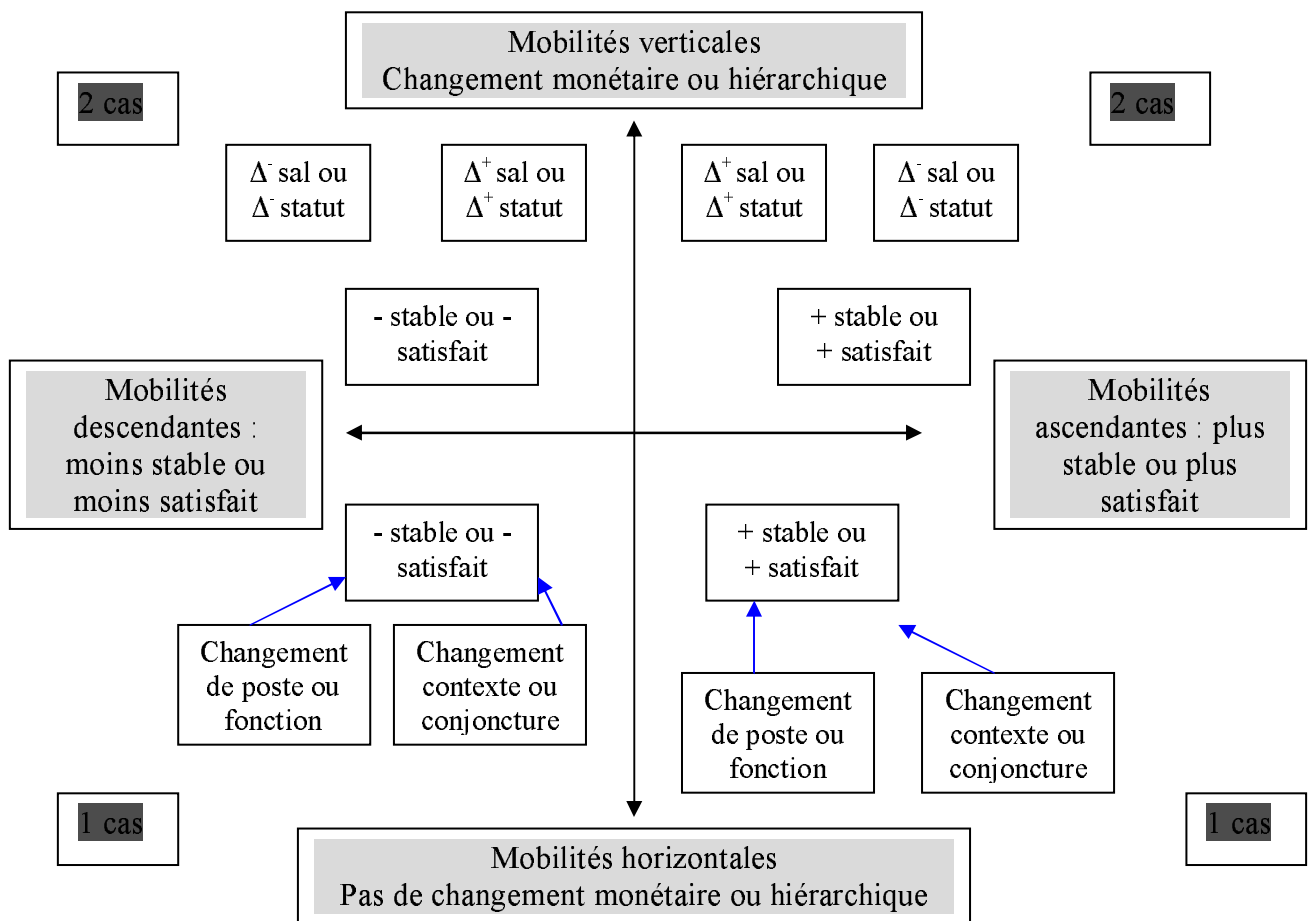 Mobilités verticales
Changement monétaire ou hiérarchique
2 cas
2 cas
Δ⁻ sal ou
Δ⁻ statut
Δ⁺ sal ou
Δ⁺ statut
Δ⁺ sal ou
Δ⁺ statut
Δ⁻ sal ou
Δ⁻ statut
- stable ou -
satisfait
+ stable ou
+ satisfait
Mobilités
descendantes :
moins stable ou
moins satisfait
Mobilités
ascendantes : plus
stable ou plus
satisfait
- stable ou -
satisfait
+ stable ou
+ satisfait
Changement
de poste ou
fonction
Changement
contexte ou
conjoncture
Changement
de poste ou
fonction
Changement
contexte ou
conjoncture
1 cas
1 cas
Mobilités horizontales
Pas de changement monétaire ou hiérarchique